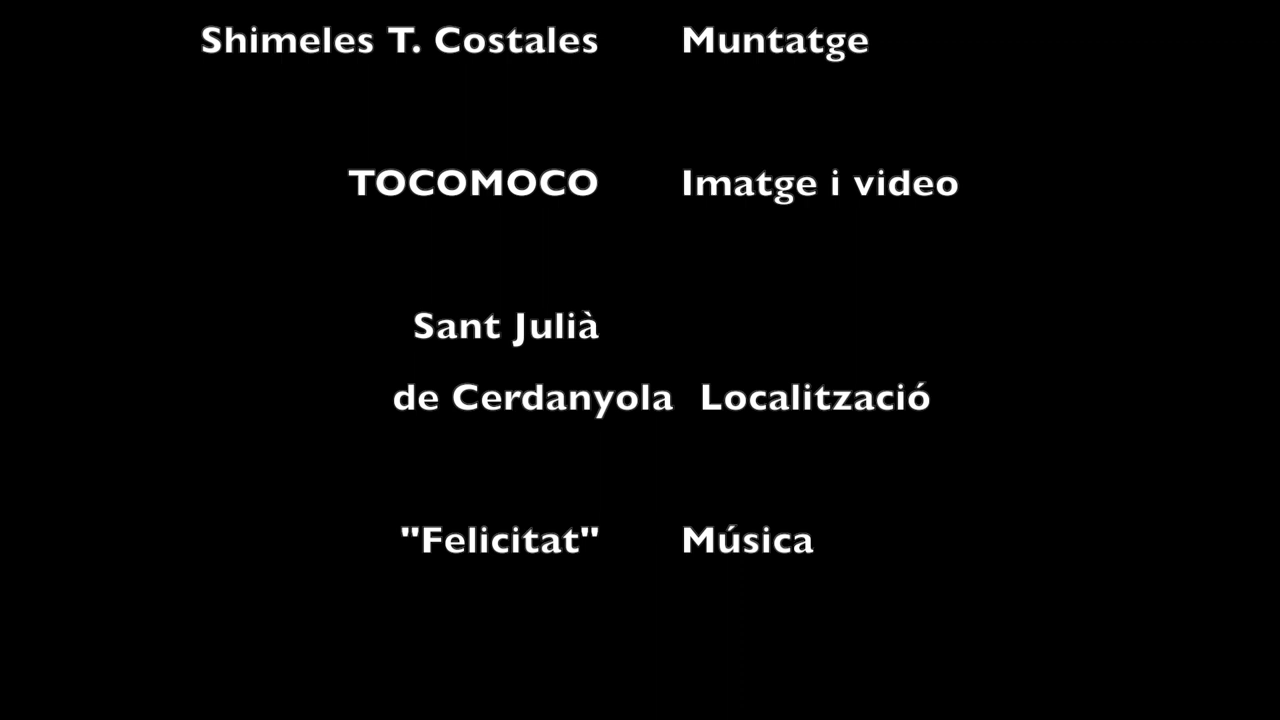 Shimeles T. Costales Muntatge
TOCOMOCO Imatge i video
Sant Julià
de Cerdanyola Localització
"Felicitat" Música